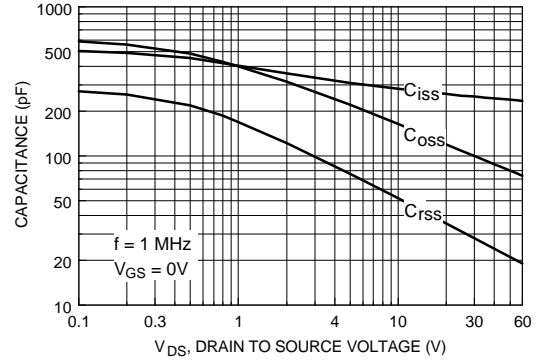 1000
500
200
100
50
20
10
CAPACITANCE (pF)
Ciss
Coss
Crss
f = 1 MHz
VGS = 0V
0.1
0.3
1
4
10
30
60
VDS, DRAIN TO SOURCE VOLTAGE (V)